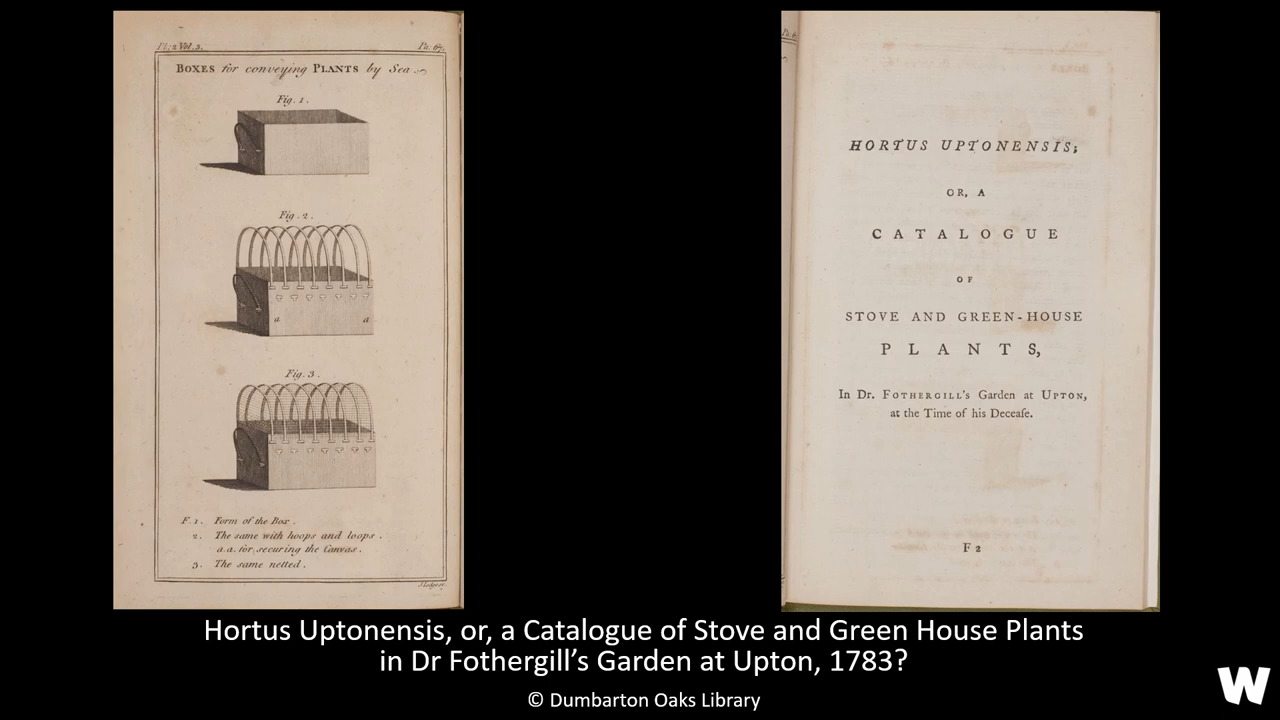 Pl: 2 Vol. 3. Pa. 67.
BOXES for conveying PLANTS by Sea
Fig. 1.
Fig. 2.
a a
Fig. 3.
F. 1. Form of the Box.
2. The same with hoops and loops.
a.a. for securing the Canvas.
3. The same netted.
HORTUS UPTONENSIS;
OR, A
CATALOGUE
OF
STOVE AND GREEN-HOUSE
PLANTS,
In Dr. FOTHERGILL's Garden at UPTON,
at the Time of his Deceaſe.
F 2
Hortus Uptonensis, or, a Catalogue of Stove and Green House Plants
in Dr Fothergill’s Garden at Upton, 1783?
© Dumbarton Oaks Library
W